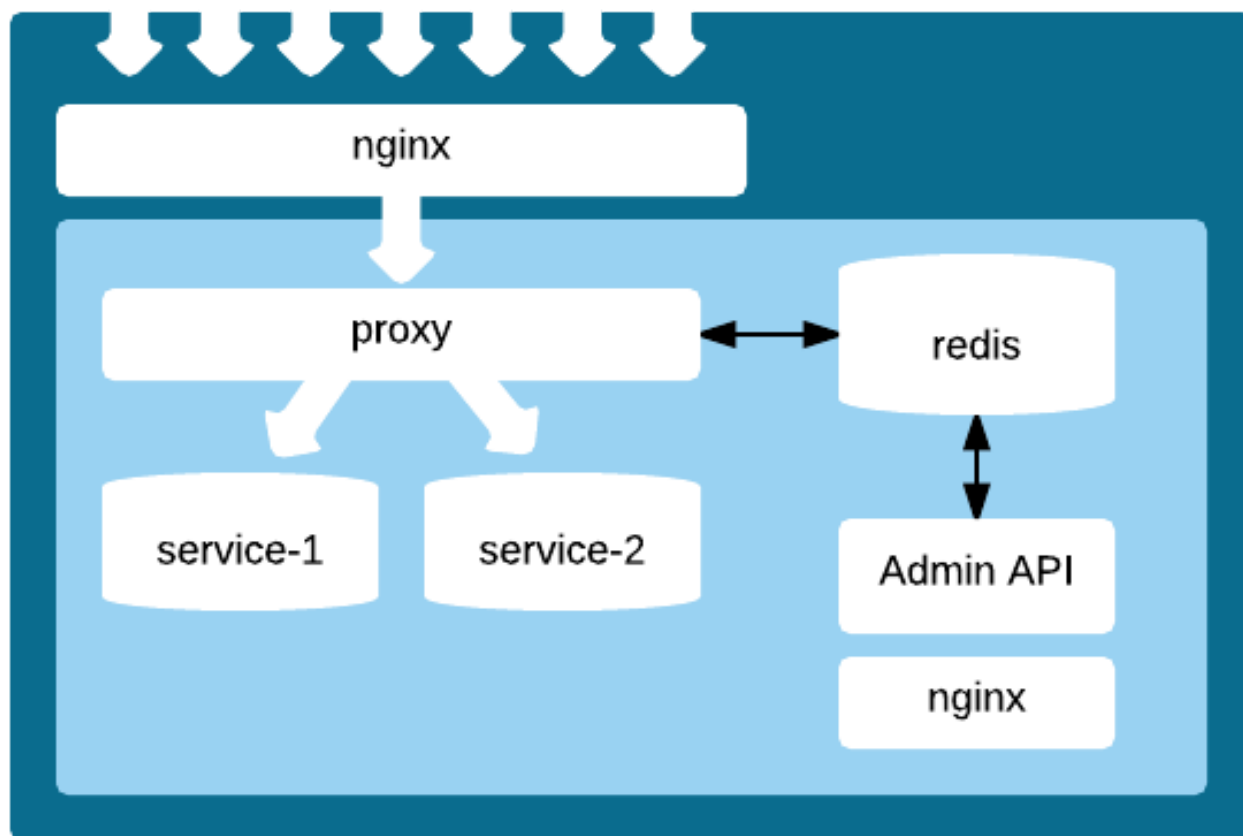 nginx
proxy
redis
service-1
service-2
Admin API
nginx